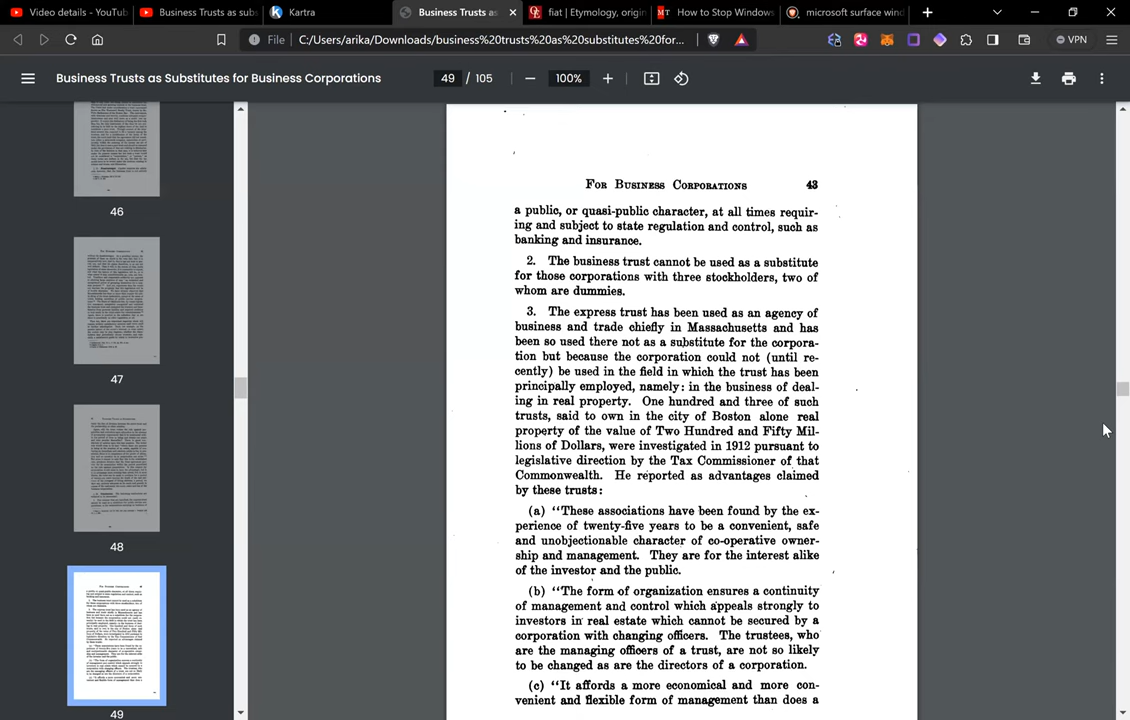 Video details - YouTub
Business Trusts as sub
Kartra
Business Trusts as
fiat | Etymology, origin
MT How to Stop Windows
microsoft surface wind
File C:/Users/arika/Downloads/business%20trusts%20as%20substitutes%20for...
VPN
Business Trusts as Substitutes for Business Corporations
49 / 105
100%
46
47
48
49
FOR BUSINESS CORPORATIONS 43
a public, or quasi-public character, at all times requir-
ing and subject to state regulation and control, such as
banking and insurance.
2. The business trust cannot be used as a substitute
for those corporations with three stockholders, two of
whom are dummies.
3. The express trust has been used as an agency of
business and trade chiefly in Massachusetts and has
been so used there not as a substitute for the corpora-
tion but because the corporation could not (until re-
cently) be used in the field in which the trust has been
principally employed, namely: in the business of deal-
ing in real property. One hundred and three of such
trusts, said to own in the city of Boston alone real
property of the value of Two Hundred and Fifty Mil-
lions of Dollars, were investigated in 1912 pursuant to
legislative direction by the Tax Commissioner of that
Commonwealth. He reported as advantages claimed
by these trusts:
(a) "These associations have been found by the ex-
perience of twenty-five years to be a convenient, safe
and unobjectionable character of co-operative owner-
ship and management. They are for the interest alike
of the investor and the public.
(b) "The form of organization ensures a continuity
of management and control which appeals strongly to
investors in real estate which cannot be secured by a
corporation with changing officers. The trustees, who
are the managing officers of a trust, are not so likely
to be changed as are the directors of a corporation.
(c) "It affords a more economical and more con-
venient and flexible form of management than does a